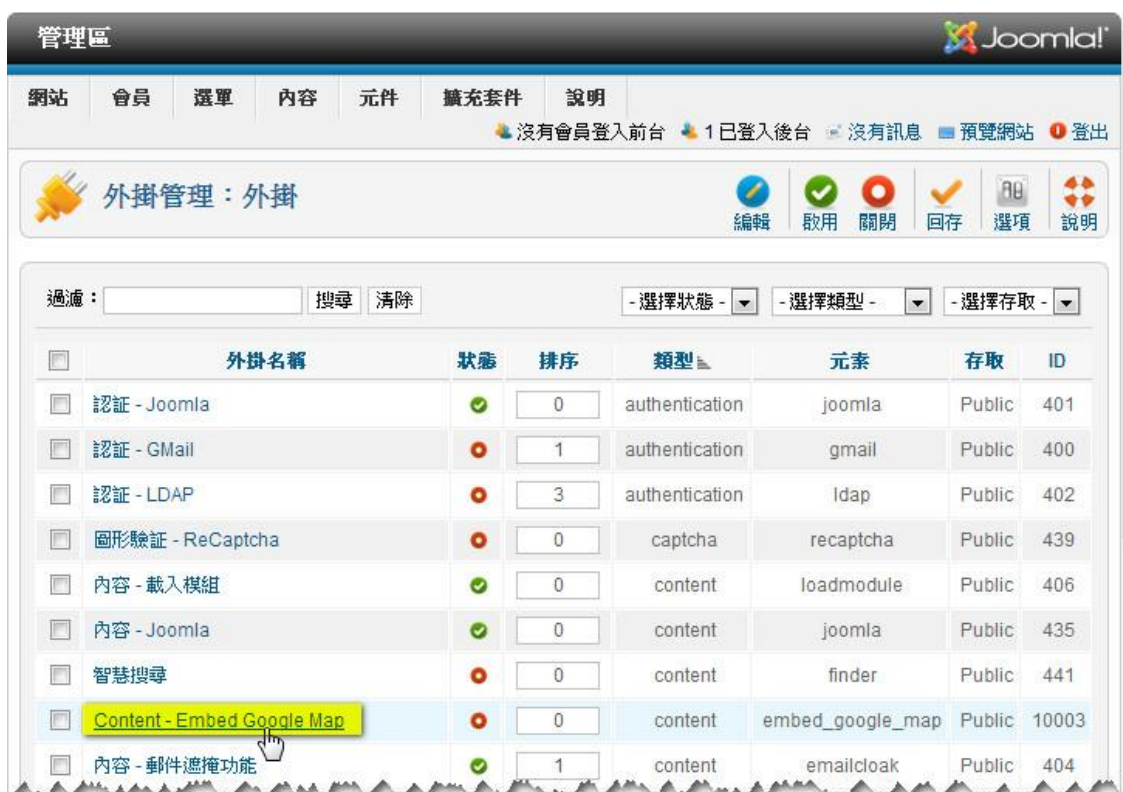 管理區 Joomla!
網站 會員 選單 內容 元件 擴充套件 說明
沒有會員登入前台 1 已登入後台 沒有訊息 預覽網站 登出
外掛管理：外掛 編輯 啟用 關閉 回存 選項 說明
過濾： 搜尋 清除 - 選擇狀態 - - 選擇類型 - - 選擇存取 -
外掛名稱 狀態 排序 類型 元素 存取 ID
認証 - Joomla 0 authentication joomla Public 401
認証 - GMail 1 authentication gmail Public 400
認証 - LDAP 3 authentication ldap Public 402
圖形驗証 - ReCaptcha 0 captcha recaptcha Public 439
內容 - 載入模組 0 content loadmodule Public 406
內容 - Joomla 0 content joomla Public 435
智慧搜尋 0 content finder Public 441
Content - Embed Google Map 0 content embed_google_map Public 10003
內容 - 郵件遮掩功能 1 content emailcloak Public 404